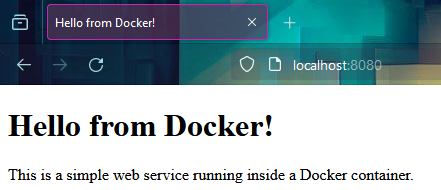 Hello from Docker!
localhost:8080
Hello from Docker!
This is a simple web service running inside a Docker container.